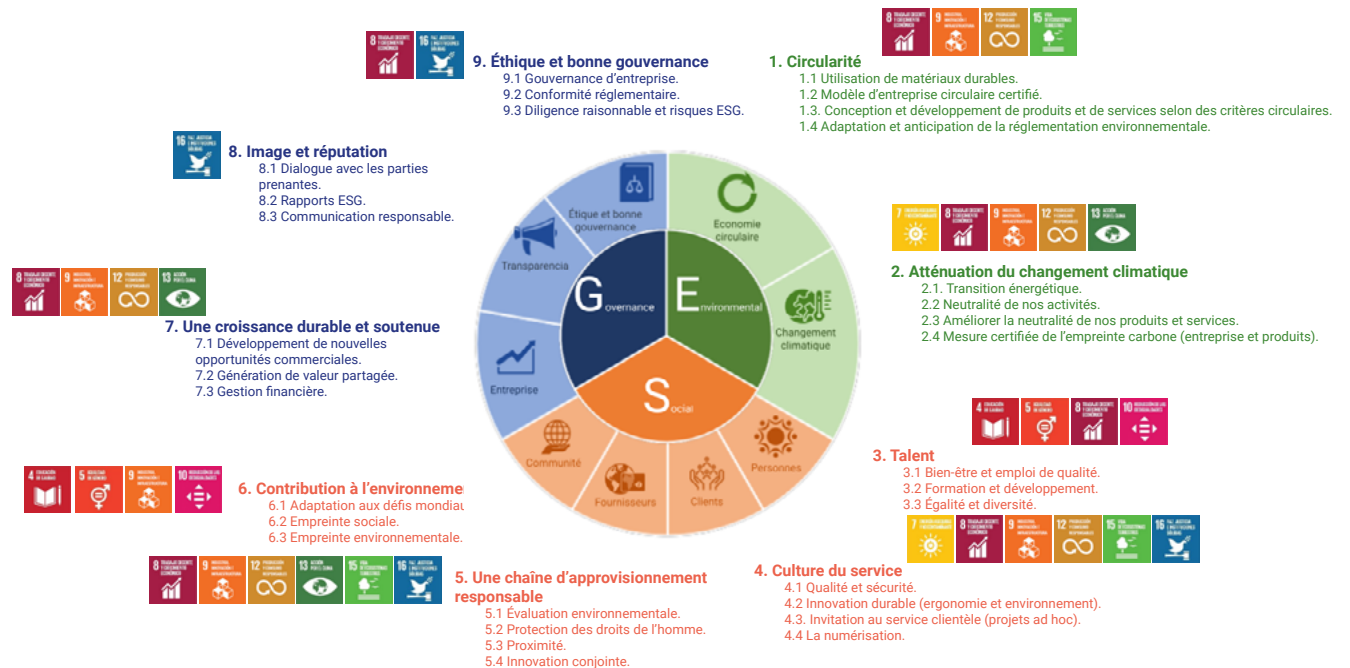 9. Éthique et bonne gouvernance
9.1 Gouvernance d'entreprise.
9.2 Conformité réglementaire.
9.3 Diligence raisonnable et risques ESG.
1. Circularité
1.1 Utilisation de matériaux durables.
1.2 Modèle d'entreprise circulaire certifié.
1.3. Conception et développement de produits et de services selon des critères circulaires.
1.4 Adaptation et anticipation de la réglementation environnementale.
8. Image et réputation
8.1 Dialogue avec les parties
prenantes.
8.2 Rapports ESG.
8.3 Communication responsable.
2. Atténuation du changement climatique
2.1. Transition énergétique.
2.2 Neutralité de nos activités.
2.3 Améliorer la neutralité de nos produits et services.
2.4 Mesure certifiée de l'empreinte carbone (entreprise et produits).
7. Une croissance durable et soutenue
7.1 Développement de nouvelles
opportunités commerciales.
7.2 Génération de valeur partagée.
7.3 Gestion financière.
Étique et bonne
gouvernance
Economie
circulaire
Transparencia
Governance
Environmental
Changement
climatique
Entreprise
Social
Communité
Fournisseurs
Clients
Personnes
3. Talent
3.1 Bien-être et emploi de qualité.
3.2 Formation et développement.
3.3 Égalité et diversité.
6. Contribution à l'environneme
6.1 Adaptation aux défis mondiau
6.2 Empreinte sociale.
6.3 Empreinte environnementale.
5. Une chaîne d'approvisionnement
responsable
5.1 Évaluation environnementale.
5.2 Protection des droits de l'homme.
5.3 Proximité.
5.4 Innovation conjointe.
4. Culture du service
4.1 Qualité et sécurité.
4.2 Innovation durable (ergonomie et environnement).
4.3. Invitation au service clientèle (projets ad hoc).
4.4 La numérisation.